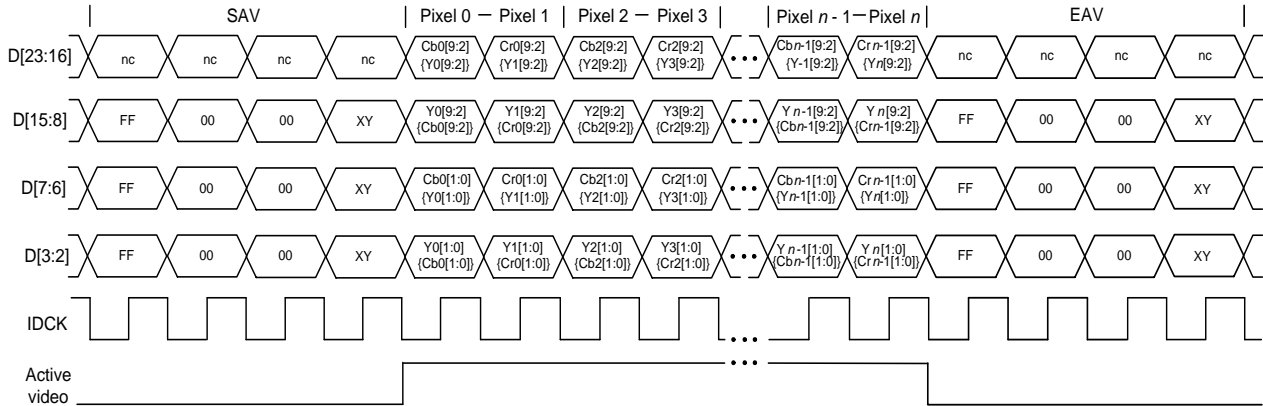 SAV Pixel 0 — Pixel 1 Pixel 2 — Pixel 3 Pixel n - 1—Pixel n EAV
D[23:16] nc nc nc nc Cb0[9:2] {Y0[9:2]} Cr0[9:2] {Y1[9:2]} Cb2[9:2] {Y2[9:2]} Cr2[9:2] {Y3[9:2]} ••• Cbn-1[9:2] {Y-1[9:2]} Crn-1[9:2] {Yn[9:2]} nc nc nc nc
D[15:8] FF 00 00 XY Y0[9:2] {Cb0[9:2]} Y1[9:2] {Cr0[9:2]} Y2[9:2] {Cb2[9:2]} Y3[9:2] {Cr2[9:2]} ••• Yn-1[9:2] {Cbn-1[9:2]} Yn[9:2] {Crn-1[9:2]} FF 00 00 XY
D[7:6] FF 00 00 XY Cb0[1:0] {Y0[1:0]} Cr0[1:0] {Y1[1:0]} Cb2[1:0] {Y2[1:0]} Cr2[1:0] {Y3[1:0]} ••• Cbn-1[1:0] {Yn-1[1:0]} Crn-1[1:0] {Yn[1:0]} FF 00 00 XY
D[3:2] FF 00 00 XY Y0[1:0] {Cb0[1:0]} Y1[1:0] {Cr0[1:0]} Y2[1:0] {Cb2[1:0]} Y3[1:0] {Cr2[1:0]} ••• Yn-1[1:0] {Cbn-1[1:0]} Yn[1:0] {Crn-1[1:0]} FF 00 00 XY
IDCK •••
Active •••
video